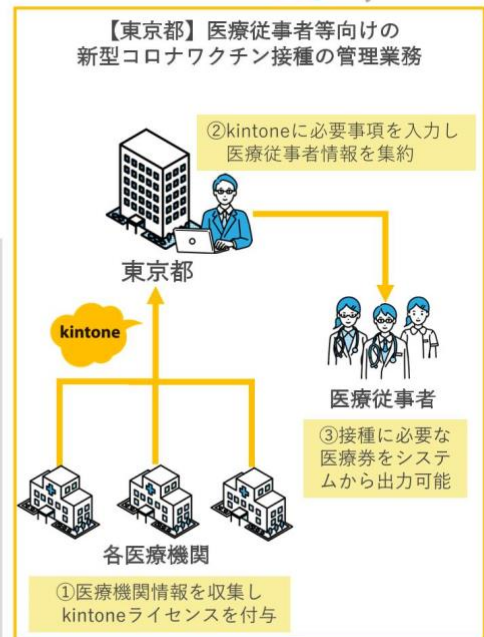 【東京都】医療従事者等向けの
新型コロナワクチン接種の管理業務
②kintoneに必要事項を入力し
医療従事者情報を集約
東京都
kintone
医療従事者
③接種に必要な
医療券をシステ
ムから出力可能
各医療機関
①医療機関情報を収集し
kintoneライセンスを付与